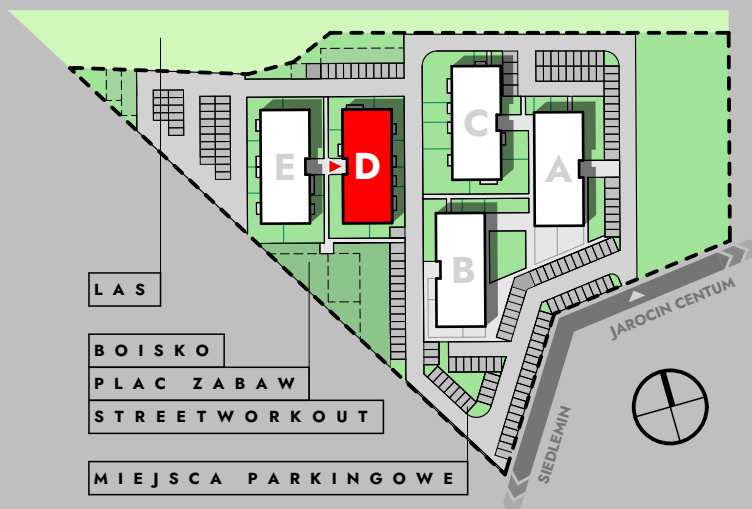 C
E
D
A
B
LAS
BOISKO
PLAC ZABAW
STREETWORKOUT
MIEJSCA PARKINGOWE
JAROCIN CENTUM
SIEDLEMIN